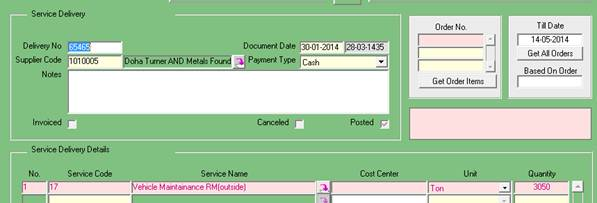 Service Delivery
Delivery No 65465 Document Date 30-01-2014 28-03-1435
Supplier Code 1010005 Doha Turner AND Metals Found Payment Type Cash
Notes
Invoiced Canceled Posted
Order No.
Get Order Items
Till Date
14-05-2014
Get All Orders
Based On Order
Service Delivery Details
No. Service Code Service Name Cost Center Unit Quantity
1 17 Vehicle Maintainance RM(outside) Ton 3050